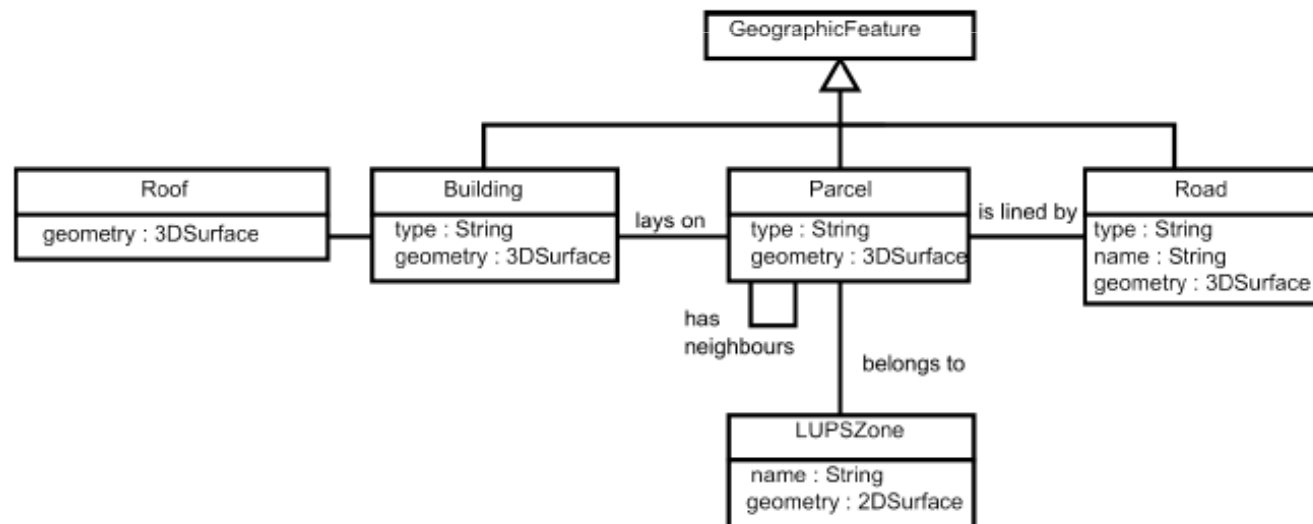 GeographicFeature
Roof
geometry : 3DSurface
Building
type : String
geometry : 3DSurface
lays on
Parcel
type : String
geometry : 3DSurface
is lined by
Road
type : String
name : String
geometry : 3DSurface
has
neighbours
belongs to
LUPSZone
name : String
geometry : 2DSurface